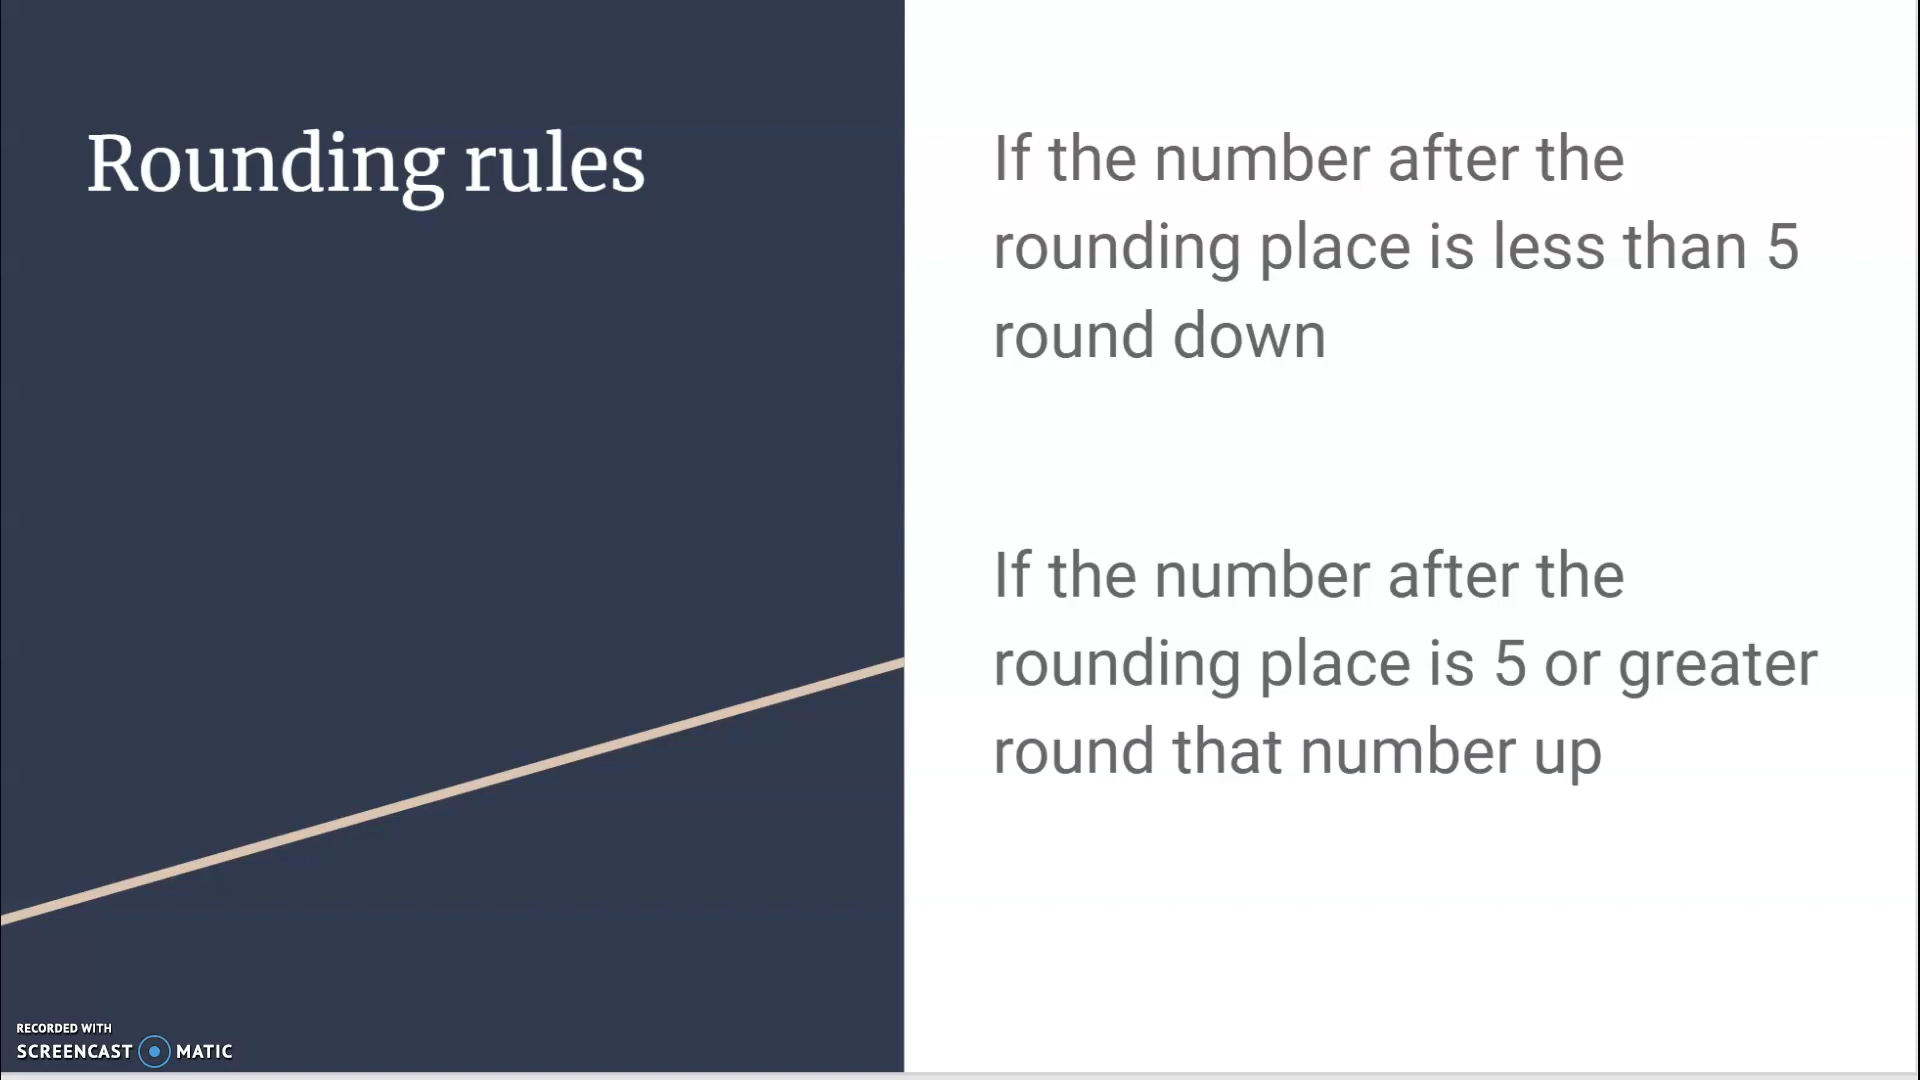 Rounding rules
If the number after the
rounding place is less than 5
round down
If the number after the
rounding place is 5 or greater
round that number up
RECORDED WITH
SCREENCAST MATIC